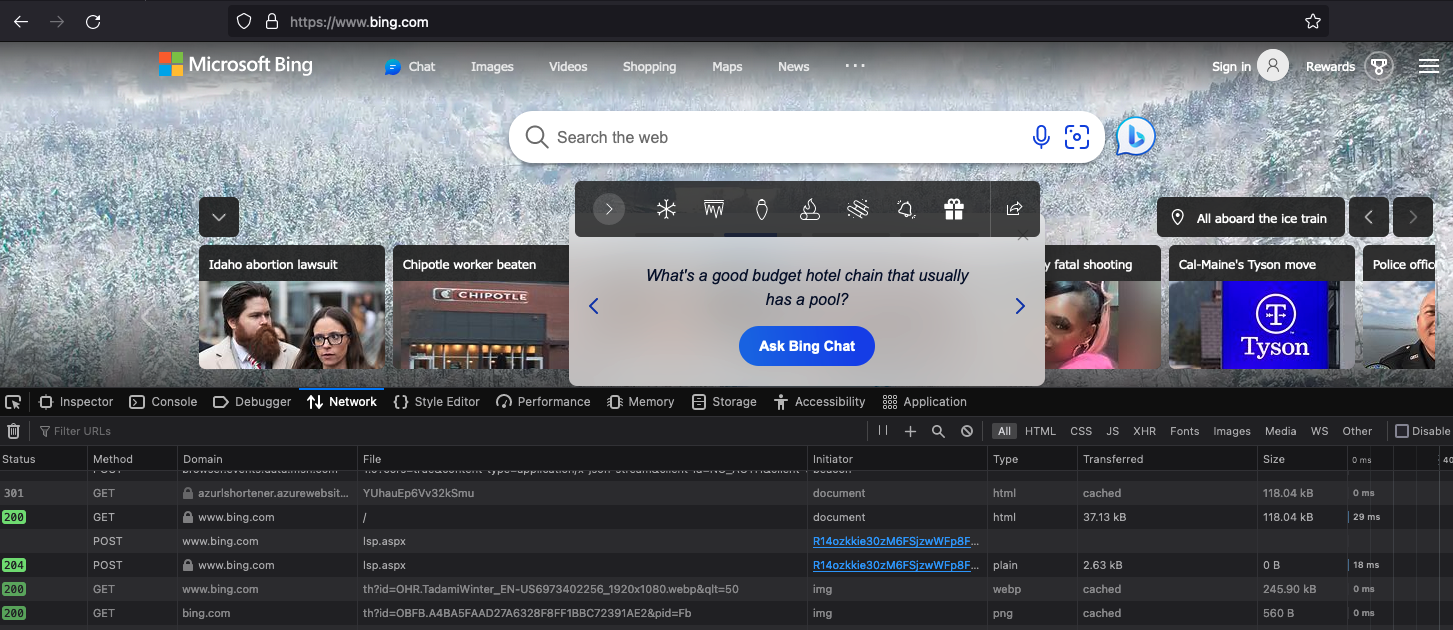 https://www.bing.com
Microsoft Bing
Chat
Images
Videos
Shopping
Maps
News
Sign in
Rewards
Search the web
All aboard the ice train
Idaho abortion lawsuit
Chipotle worker beaten
CHIPOTLE
What's a good budget hotel chain that usually
has a pool?
Ask Bing Chat
y fatal shooting
Cal-Maine's Tyson move
Tyson
Police offic
Inspector
Console
Debugger
Network
Style Editor
Performance
Memory
Storage
Accessibility
Application
Filter URLs
All HTML CSS JS XHR Fonts Images Media WS Other Disable
Status Method Domain File Initiator Type Transferred Size 0 ms 40
301 GET azurlshortener.azurewebsit... YUhauEp6Vv32kSmu document html cached 118.04 kB 0 ms
200 GET www.bing.com / document html 37.13 kB 118.04 kB 29 ms
POST www.bing.com lsp.aspx R14ozkkie30zM6FSjzwWFp8F...
204 POST www.bing.com lsp.aspx R14ozkkie30zM6FSjzwWFp8F... plain 2.63 kB 0 B 18 ms
200 GET www.bing.com th?id=OHR.TadamiWinter_EN-US6973402256_1920x1080.webp&qlt=50 img webp cached 245.90 kB 0 ms
200 GET bing.com th?id=OBFB.A4BA5FAAD27A6328F8FF1BBC72391AE2&pid=Fb img png cached 560 B 0 ms